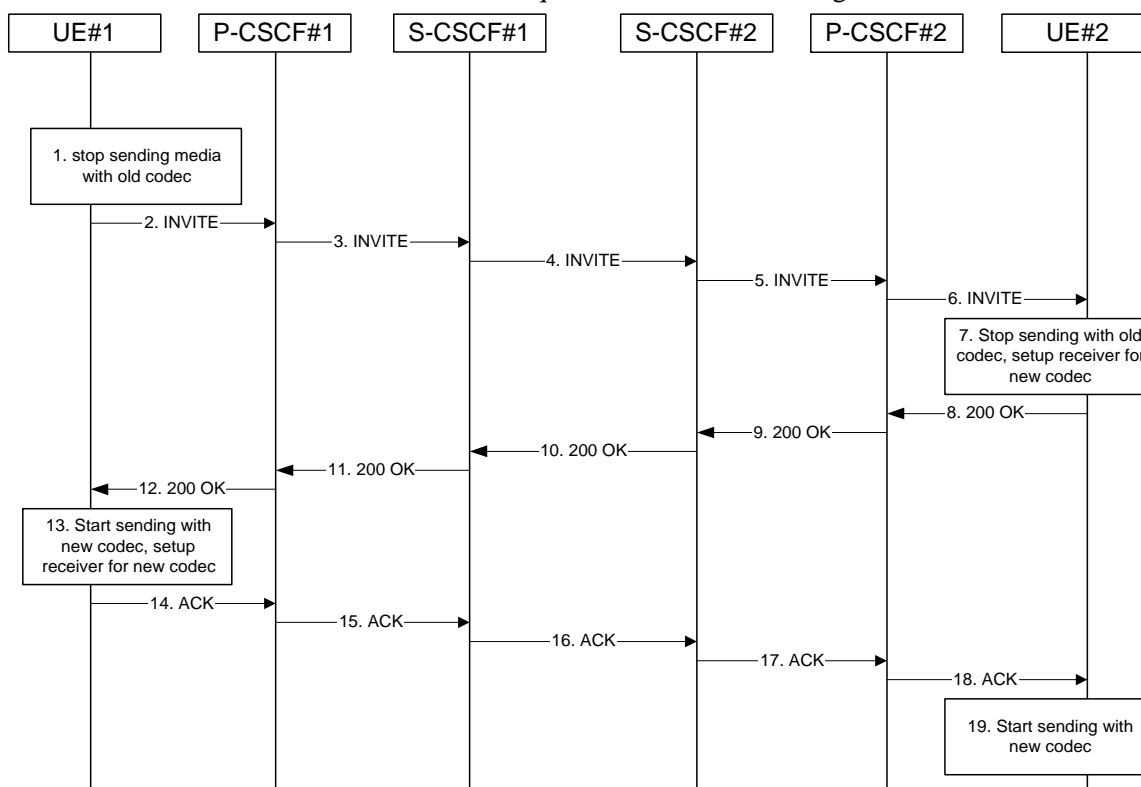 UE#1 P-CSCF#1 S-CSCF#1 S-CSCF#2 P-CSCF#2 UE#2
1. stop sending media
with old codec
2. INVITE
3. INVITE
4. INVITE
5. INVITE
6. INVITE
7. Stop sending with old
codec, setup receiver for
new codec
8. 200 OK
9. 200 OK
10. 200 OK
11. 200 OK
12. 200 OK
13. Start sending with
new codec, setup
receiver for new codec
14. ACK
15. ACK
16. ACK
17. ACK
18. ACK
19. Start sending with
new codec